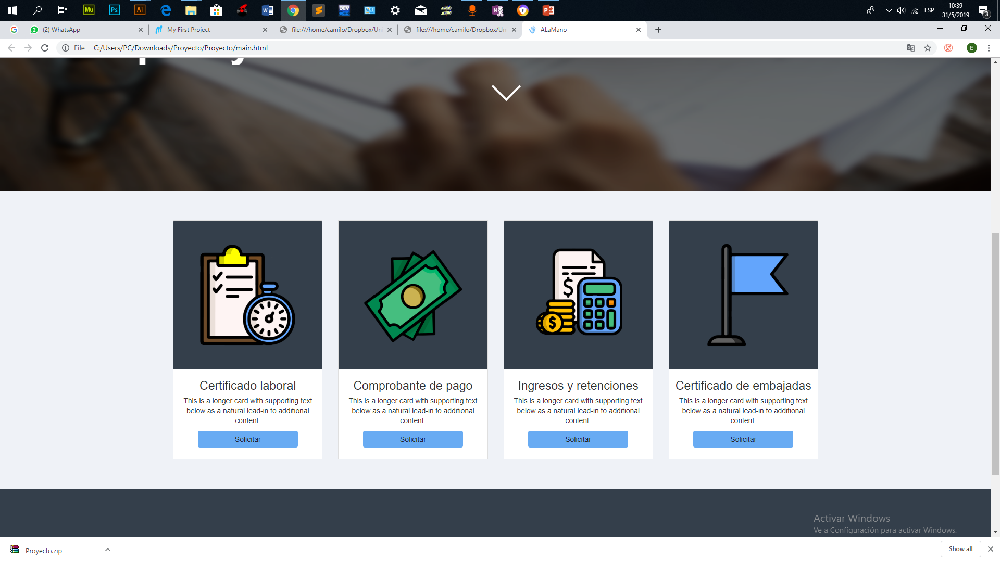 Mu
Ps
Ai
DEV
ESP
10:39
31/5/2019
3
(2) WhatsApp
My First Project
file:///home/camilo/Dropbox/Un
file:///home/camilo/Dropbox/Un
ALaMano
File
C:/Users/PC/Downloads/Proyecto/Proyecto/main.html
E
$
$
Certificado laboral
This is a longer card with supporting text
below as a natural lead-in to additional
content.
Solicitar
Comprobante de pago
This is a longer card with supporting text
below as a natural lead-in to additional
content.
Solicitar
Ingresos y retenciones
This is a longer card with supporting text
below as a natural lead-in to additional
content.
Solicitar
Certificado de embajadas
This is a longer card with supporting text
below as a natural lead-in to additional
content.
Solicitar
Activar Windows
Ve a Configuración para activar Windows.
Proyecto.zip
Show all